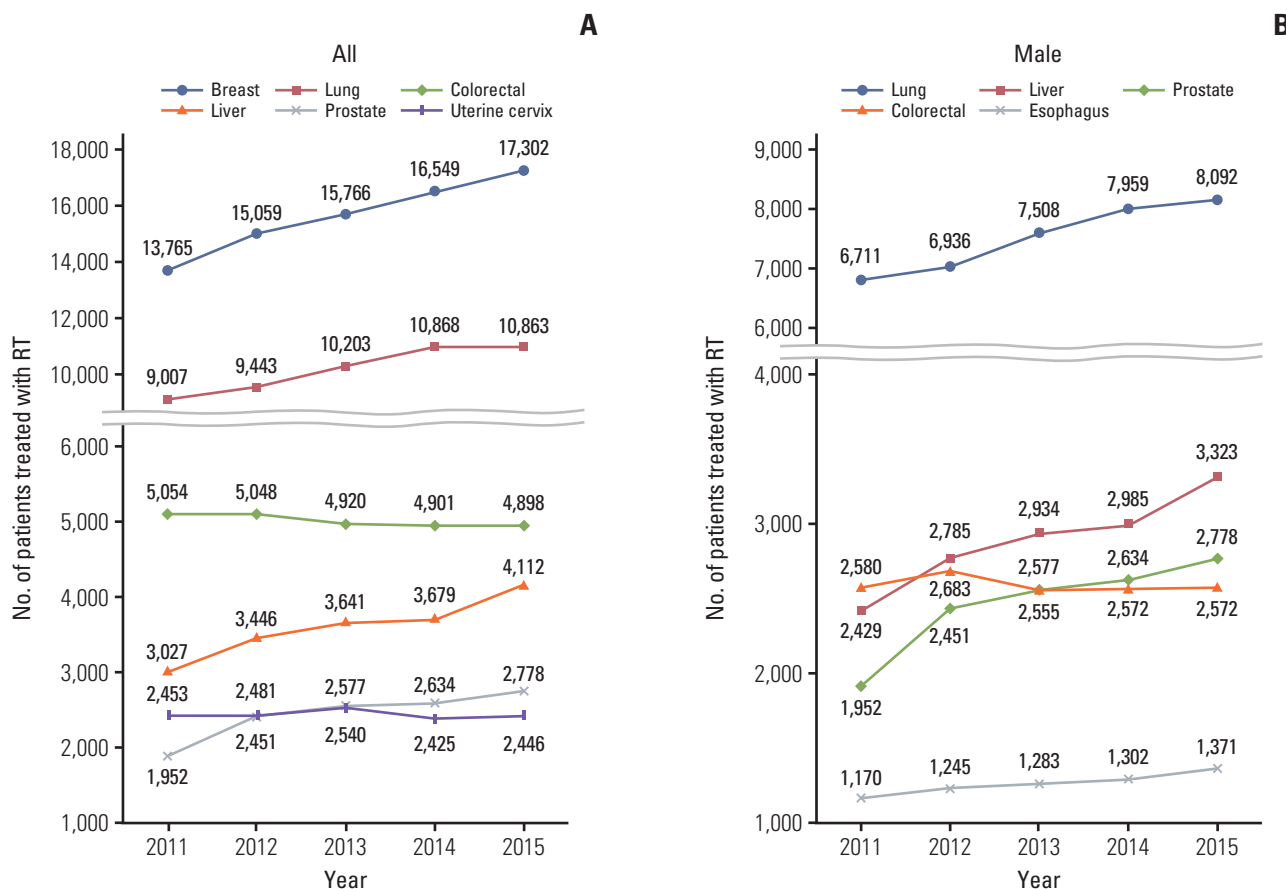 A
All
Breast Lung Colorectal
Liver Prostate Uterine cervix
No. of patients treated with RT
18,000
16,000
14,000
12,000
10,000
6,000
5,000
4,000
3,000
2,000
1,000
13,765 15,059 15,766 16,549 17,302
9,007 9,443 10,203 10,868 10,863
5,054 5,048 4,920 4,901 4,898
3,027 3,446 3,641 3,679 4,112
2,453 2,481 2,577 2,634 2,778
1,952 2,451 2,540 2,425 2,446
2011 2012 2013 2014 2015
Year
B
Male
Lung Liver Prostate
Colorectal Esophagus
No. of patients treated with RT
9,000
8,000
7,000
6,000
4,000
3,000
2,000
1,000
6,711 6,936 7,508 7,959 8,092
2,580 2,785 2,934 2,985 3,323
2,429 2,683 2,577 2,634 2,778
1,952 2,451 2,555 2,572 2,572
1,170 1,245 1,283 1,302 1,371
2011 2012 2013 2014 2015
Year